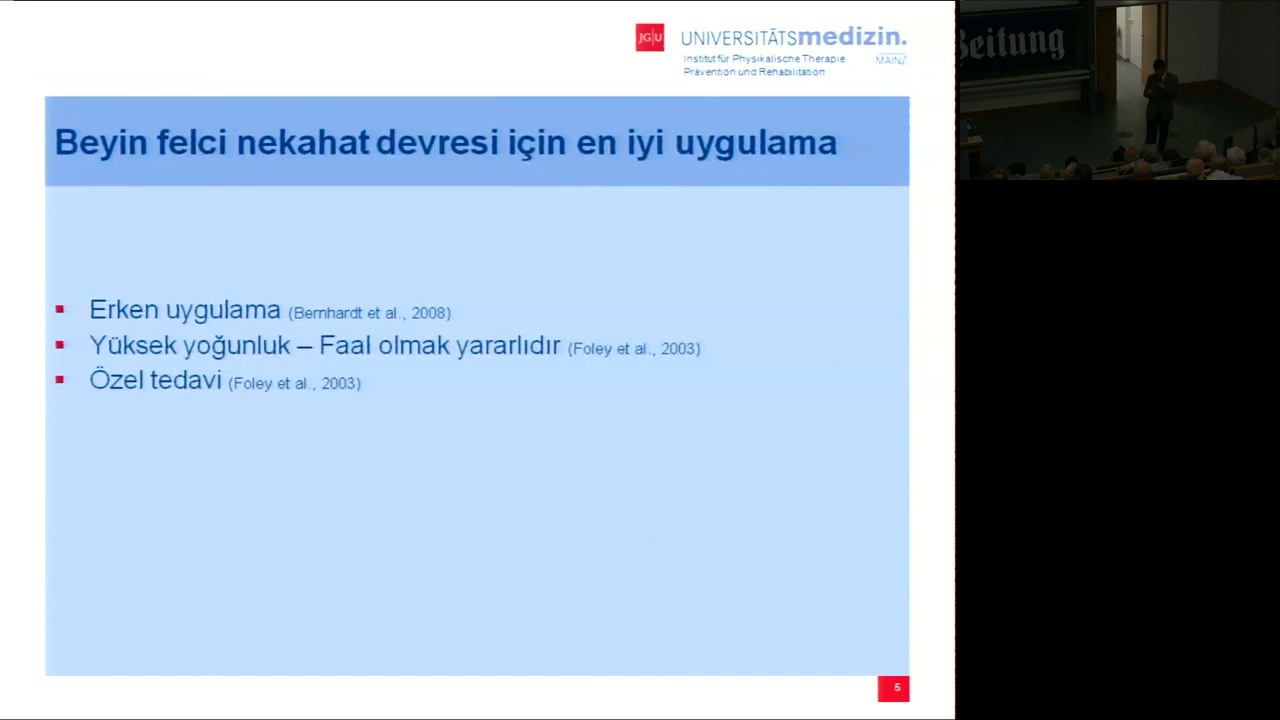 JG|U
UNIVERSITÄTSmedizin.
Institut für Physikalische Therapie
Prävention und Rehabilitation
MAINZ
Zeitung
Beyin felci nekahat devresi için en iyi uygulama
Erken uygulama (Bernhardt et al., 2008)
Yüksek yoğunluk – Faal olmak yararlıdır (Foley et al., 2003)
Özel tedavi (Foley et al., 2003)
5